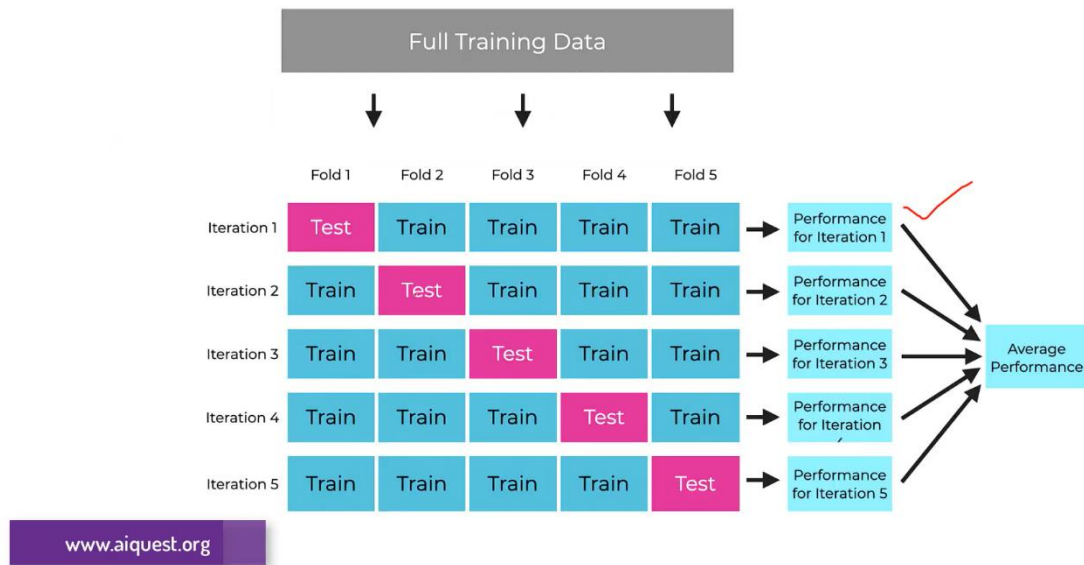 Full Training Data
Fold 1 Fold 2 Fold 3 Fold 4 Fold 5
Iteration 1 Test Train Train Train Train Performance for Iteration 1
Iteration 2 Train Test Train Train Train Performance for Iteration 2
Iteration 3 Train Train Test Train Train Performance for Iteration 3
Average Performance
Iteration 4 Train Train Train Test Train Performance for Iteration
Iteration 5 Train Train Train Train Test Performance for Iteration 5
www.aiquest.org